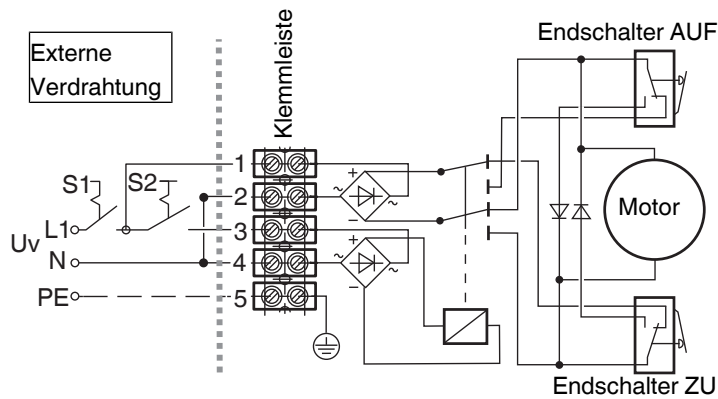 Externe
Verdrahtung
Klemmleiste
Endschalter AUF
S1
S2
1
2
3
4
5
Uv
L1
N
PE
+
~
~
−
+
~
~
−
Motor
Endschalter ZU